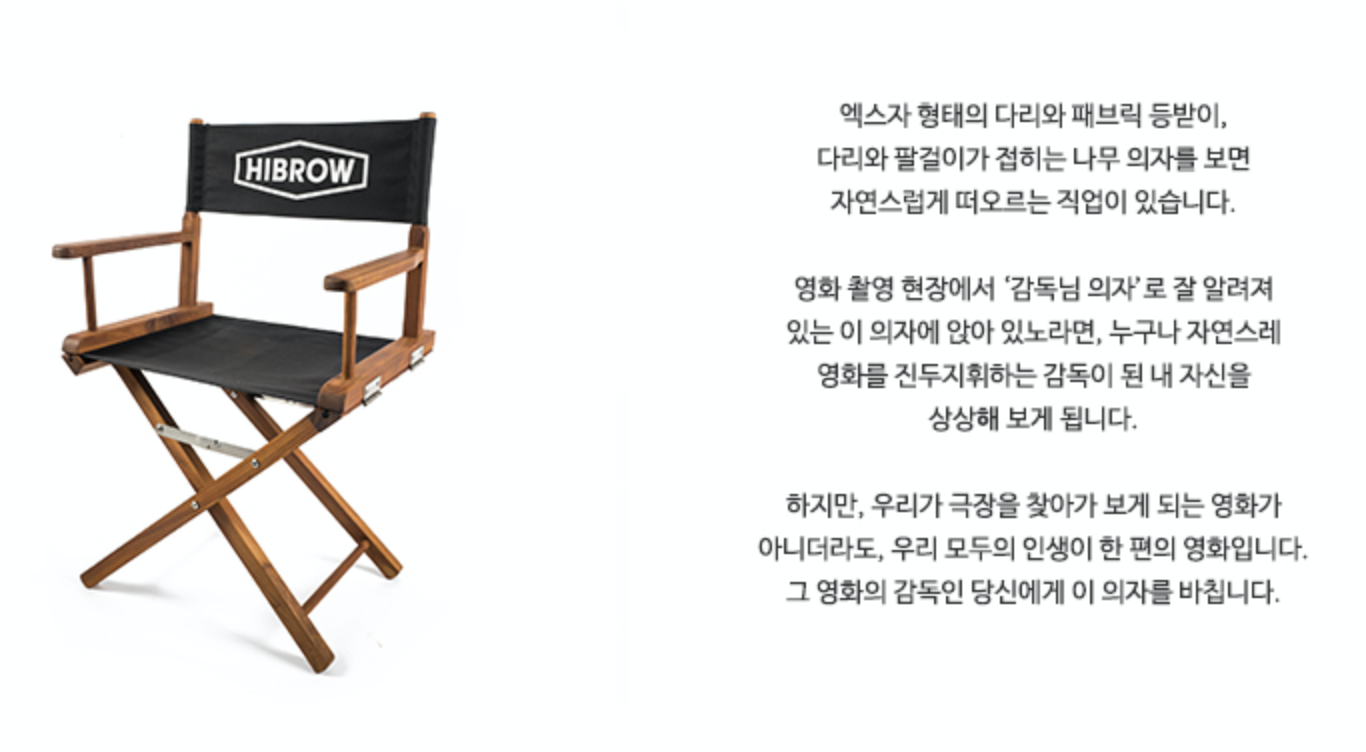 HIBROW
엑스자 형태의 다리와 패브릭 등받이,
다리와 팔걸이가 접히는 나무 의자를 보면
자연스럽게 떠오르는 직업이 있습니다.
영화 촬영 현장에서 ‘감독님 의자’로 잘 알려져
있는 이 의자에 앉아 있노라면, 누구나 자연스레
영화를 진두지휘하는 감독이 된 내 자신을
상상해 보게 됩니다.
하지만, 우리가 극장을 찾아가 보게 되는 영화가
아니더라도, 우리 모두의 인생이 한 편의 영화입니다.
그 영화의 감독인 당신에게 이 의자를 바칩니다.